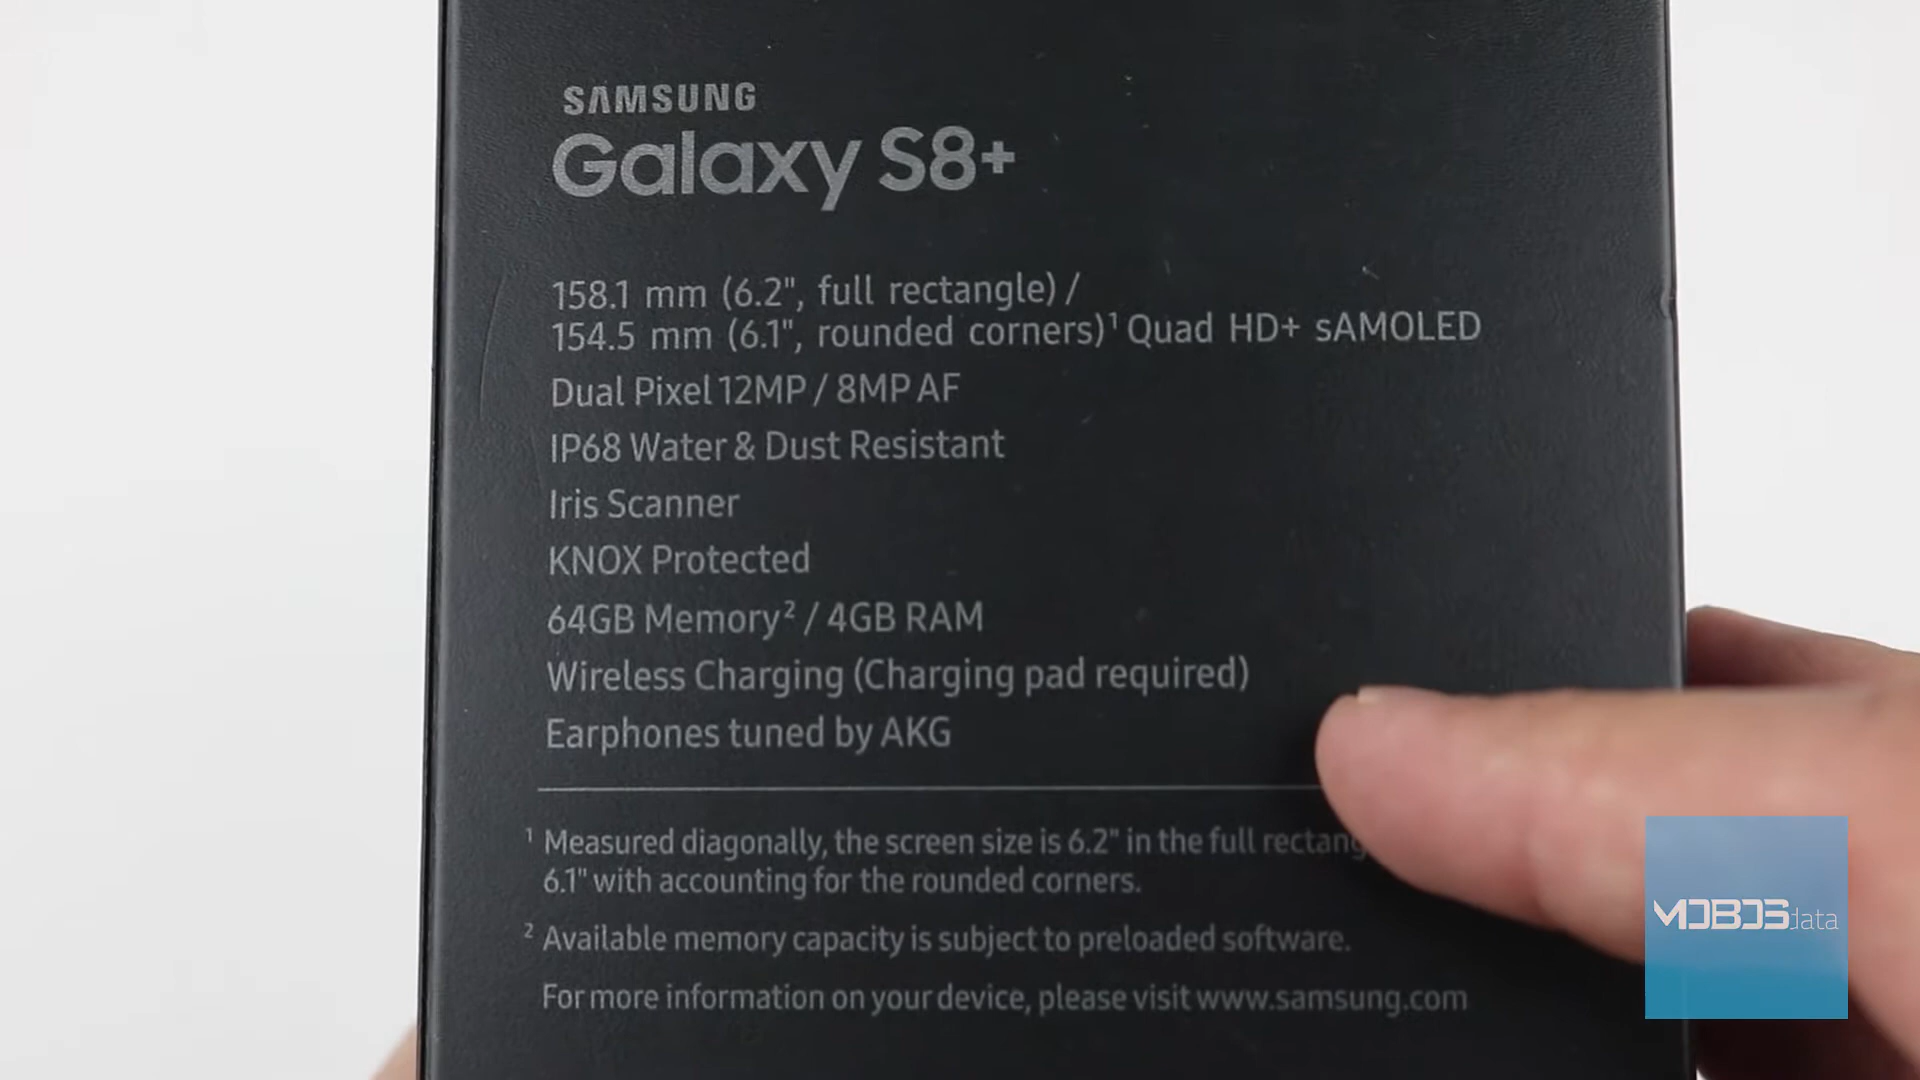 SAMSUNG
Galaxy S8+
158.1 mm (6.2", full rectangle) /
154.5 mm (6.1", rounded corners)¹ Quad HD+ sAMOLED
Dual Pixel 12MP / 8MP AF
IP68 Water & Dust Resistant
Iris Scanner
KNOX Protected
64GB Memory² / 4GB RAM
Wireless Charging (Charging pad required)
Earphones tuned by AKG
¹ Measured diagonally, the screen size is 6.2" in the full
6.1" with accounting for the rounded corners.
² Available memory capacity is subject to preloaded software.
For more information on your device, please visit www.samsung.com
MOBOSdata